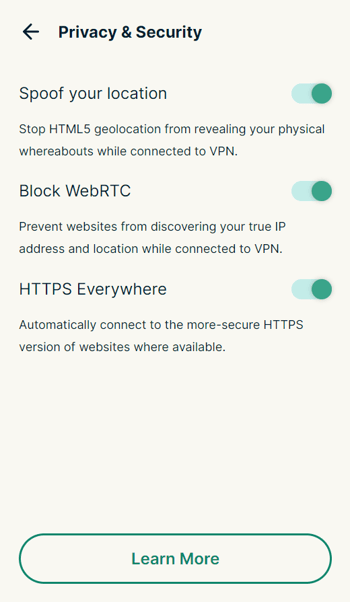 Privacy & Security
Spoof your location
Stop HTML5 geolocation from revealing your physical
whereabouts while connected to VPN.
Block WebRTC
Prevent websites from discovering your true IP
address and location while connected to VPN.
HTTPS Everywhere
Automatically connect to the more-secure HTTPS
version of websites where available.
Learn More